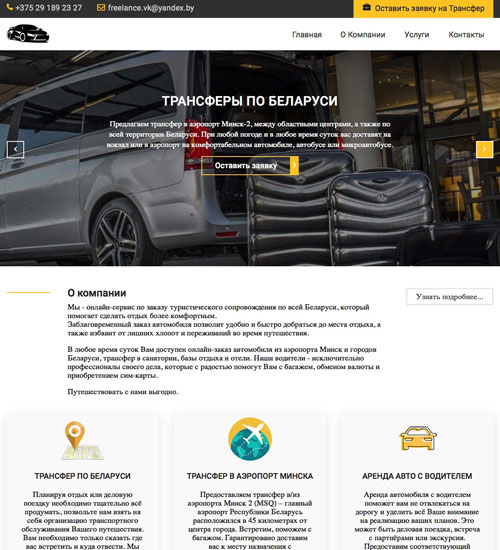 +375 29 189 23 27 freelance.vk@yandex.by Оставить заявку на Трансфер
Главная О Компании Услуги Контакты
ТРАНСФЕРЫ ПО БЕЛАРУСИ
Предлагаем трансфер в аэропорт Минск-2, между областными центрами, а также по
всей территории Беларуси. При любой погоде и в любое время суток вас доставят на
вокзал или в аэропорт на комфортабельном автомобиле, автобусе или микроавтобусе.
Оставить заявку
О компании
Узнать подробнее...
Мы - онлайн-сервис по заказу туристического сопровождения по всей Беларуси, который
помогает сделать отдых более комфортным.
Заблаговременный заказ автомобиля позволит удобно и быстро добраться до места отдыха, а
также избавит от лишних хлопот и переживаний во время путешествия.
В любое время суток Вам доступен онлайн-заказ автомобиля из аэропорта Минск и городов
Беларуси, трансфер в санатории, базы отдыха и отели. Наши водители - исключительно
профессионалы своего дела, которые с радостью помогут Вам с багажем, обменом валюты и
приобретением сим-карты.
Путешествовать с нами выгодно.
ТРАНСФЕР ПО БЕЛАРУСИ
Планируя отдых или деловую
поездку необходимо тщательно всё
продумать, позвольте нам взять на
себя организацию транспортного
обслуживания Вашего путешествия.
Вам необходимо только сказать где
вас встретить и куда отвезти. Мы
ТРАНСФЕР В АЭРОПОРТ МИНСКА
Предоставляем трансфер в/из
аэропорта Минск 2 (MSQ) – главный
аэропорт Республики Беларусь
расположился в 45 километрах от
центра города. Встретим, поможем с
багажом. Гарантированно доставим
вас к месту назначения с
АРЕНДА АВТО С ВОДИТЕЛЕМ
Аренда автомобиля с водителем
поможет вам не отвлекаться на
дорогу и уделить всё Ваше внимание
на реализацию ваших планов. Это
может быть деловая поездка, встреча
с партнёрами или экскурсия.
Предоставим соответствующий